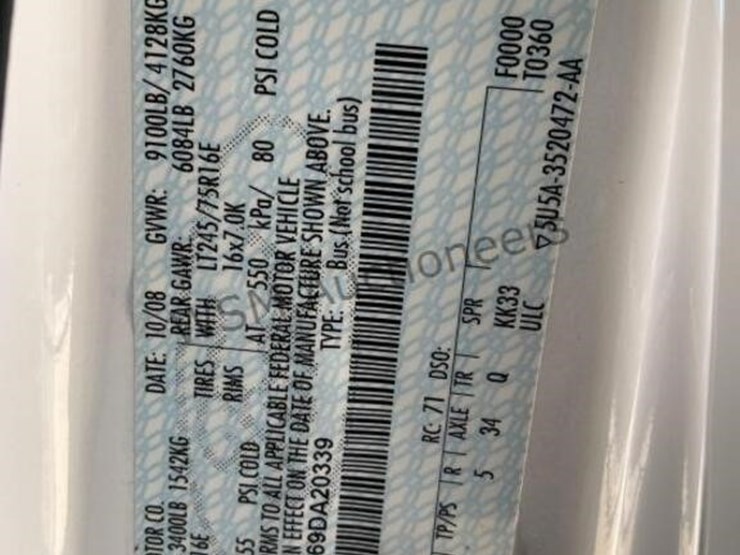 TOR CO. DATE: 10/08 GVWR: 9100LB/ 4128KG
3400LB 1542KG REAR GAWR: 6084LB 2760KG
16E TIRES WITH LT245/75R16E
RIMS 16x7.0K
55 PSI COLD AT 550 kPa/ 80 PSI COLD
RMS TO ALL APPLICABLE FEDERAL MOTOR VEHICLE
N EFFECT ON THE DATE OF MANUFACTURE SHOWN ABOVE.
69DA20339 TYPE: Bus (Not school bus)
RC: 71 DSO:
TP/PS R AXLE TR SPR F0000
5 34 Q KK33 T0360
ULC 5U5A-3520472-AA